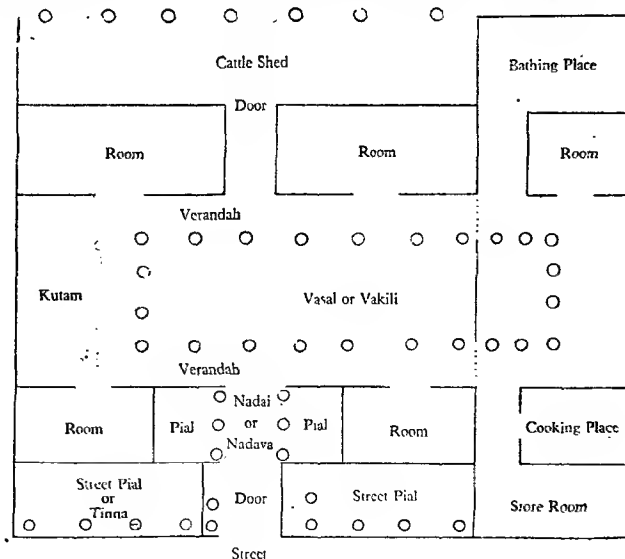 Cattle Shed
Bathing Place
Door
Room
Room
Room
Verandah
Kutam
Vasal or Vakili
Verandah
Room
Pial
Nadai
or
Nadava
Pial
Room
Cooking Place
Street Pial
or
Tinna
Door
Street Pial
Store Room
Street